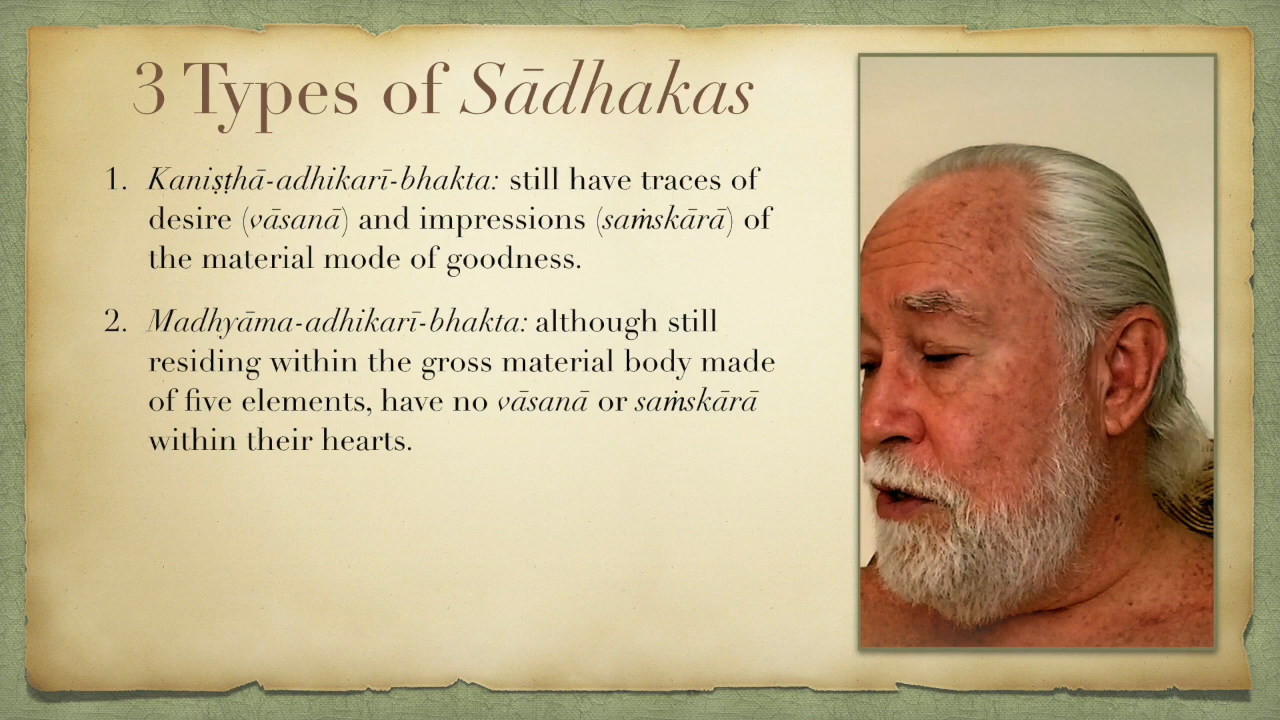 3 Types of Sādhakas
1. Kaniṣṭhā-adhikarī-bhakta: still have traces of
desire (vāsanā) and impressions (saṁskārā) of
the material mode of goodness.
2. Madhyāma-adhikarī-bhakta: although still
residing within the gross material body made
of five elements, have no vāsanā or saṁskārā
within their hearts.